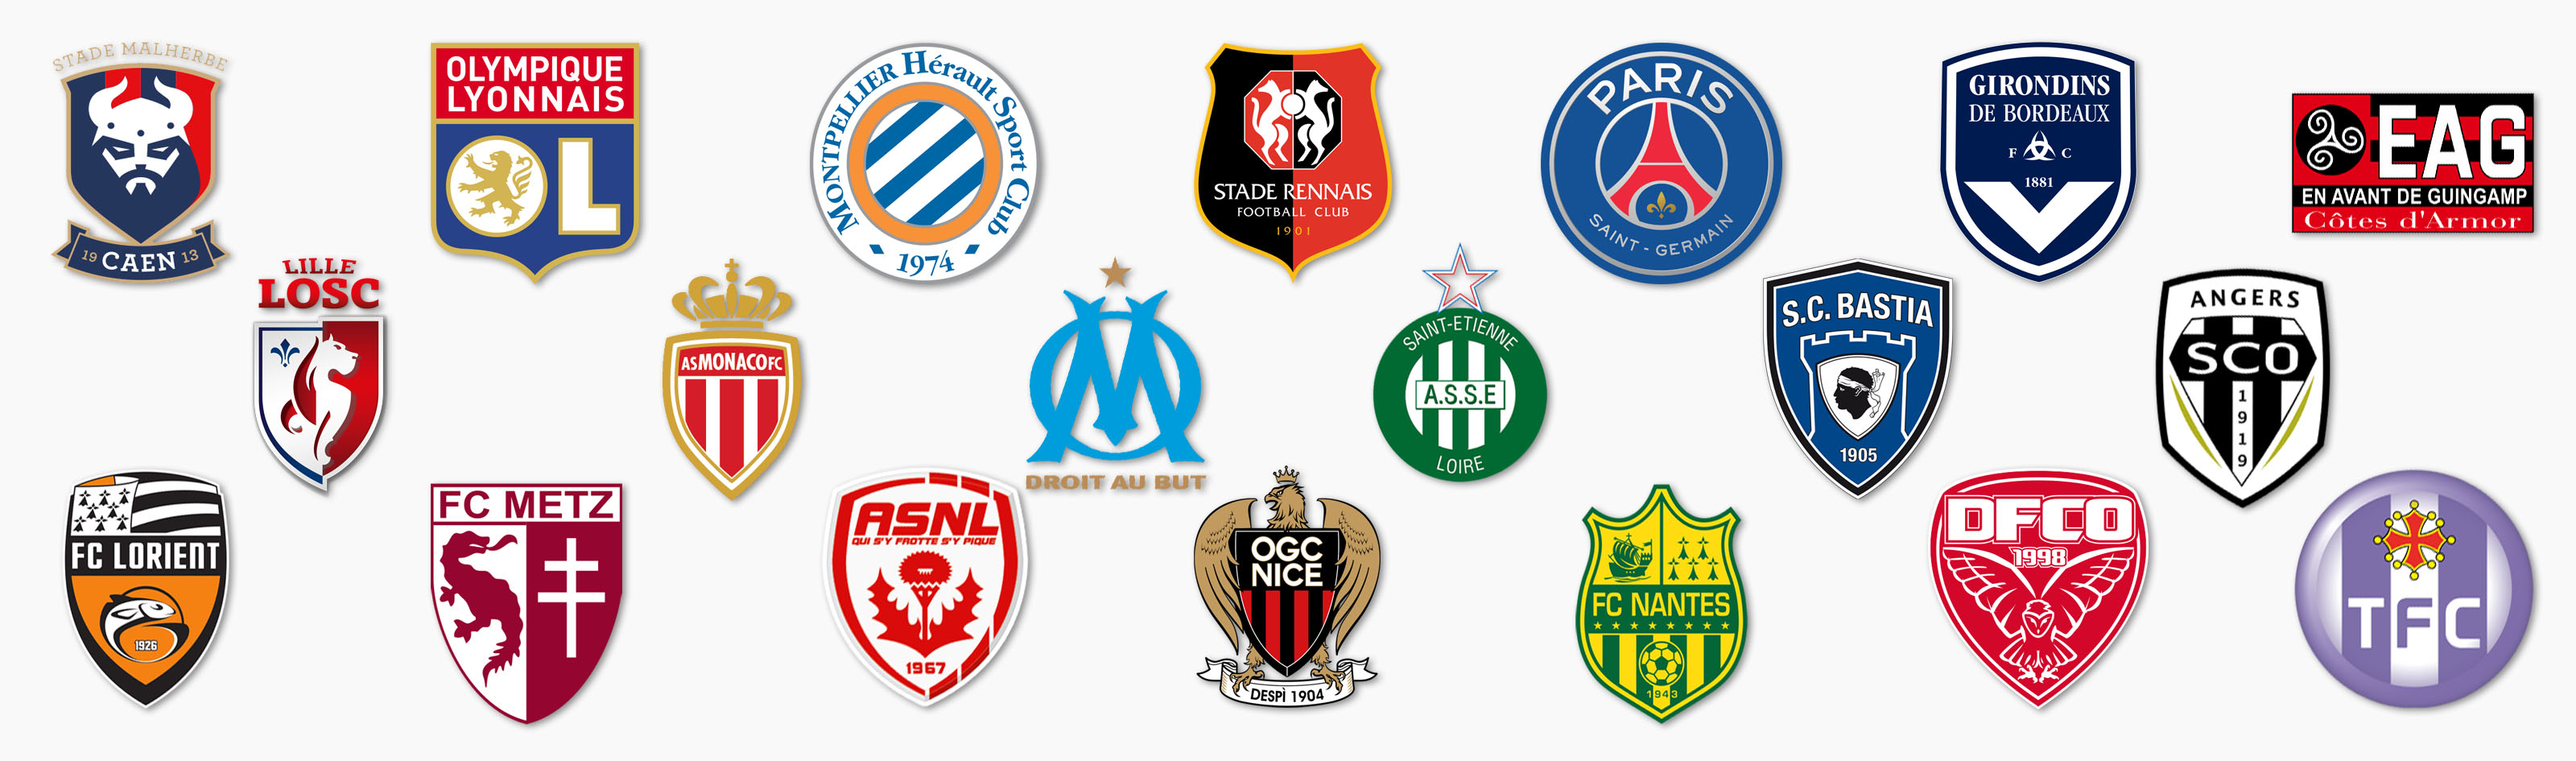 STADE MALHERBE
19 CAEN 13
OLYMPIQUE
LYONNAIS
OL
MONTPELLIER Hérault Sport Club
1974
STADE RENNAIS
FOOTBALL CLUB
1901
PARIS
SAINT-GERMAIN
GIRONDINS
DE BORDEAUX
F C
1881
EAG
EN AVANT DE GUINGAMP
Côtes d'Armor
LILLE
LOSC
ASMONACOFC
DROIT AU BUT
SAINT-ETIENNE
A.S.S.E
LOIRE
S.C. BASTIA
1905
ANGERS
SCO
1919
FC LORIENT
1926
FC METZ
ASNL
QUI S'Y FROTTE S'Y PIQUE
1967
OGC
NICE
DESPÌ 1904
FC NANTES
1943
DFCO
1998
TFC